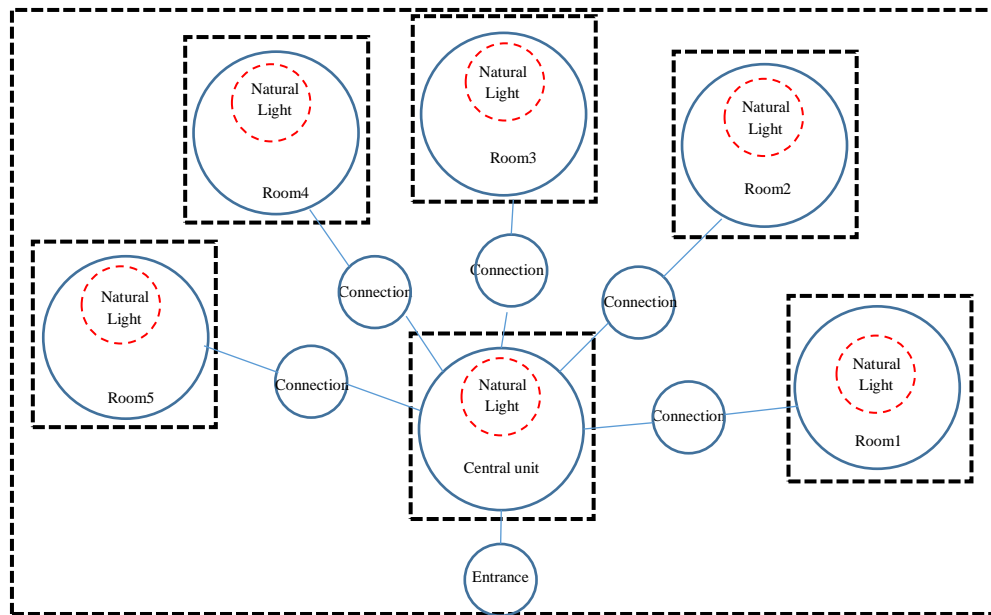 Natural
Light
Room4
Natural
Light
Room3
Natural
Light
Room2
Connection
Connection
Connection
Natural
Light
Room5
Connection
Natural
Light
Central unit
Connection
Natural
Light
Room1
Entrance